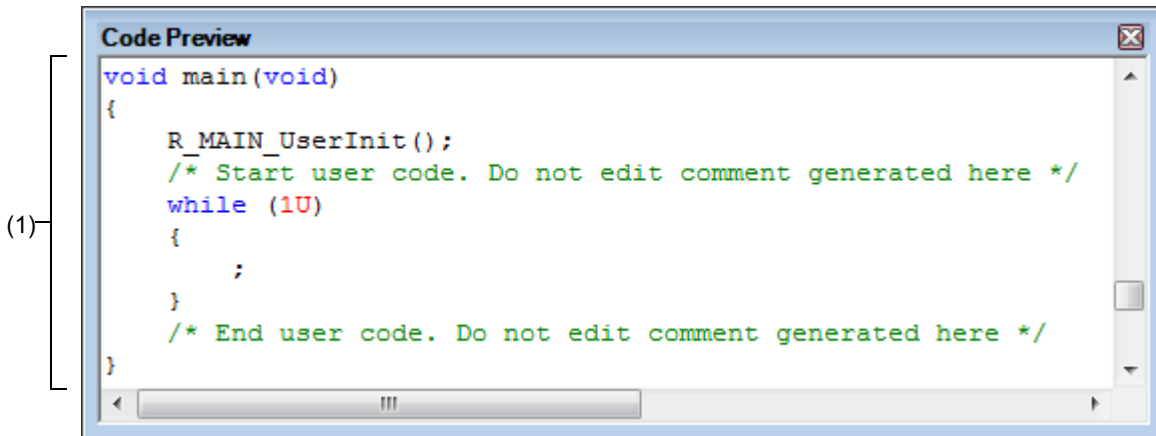 Code Preview
void main(void)
{
    R_MAIN_UserInit();
    /* Start user code. Do not edit comment generated here */
    while (1U)
    {
        ;
    }
    /* End user code. Do not edit comment generated here */
}
(1)